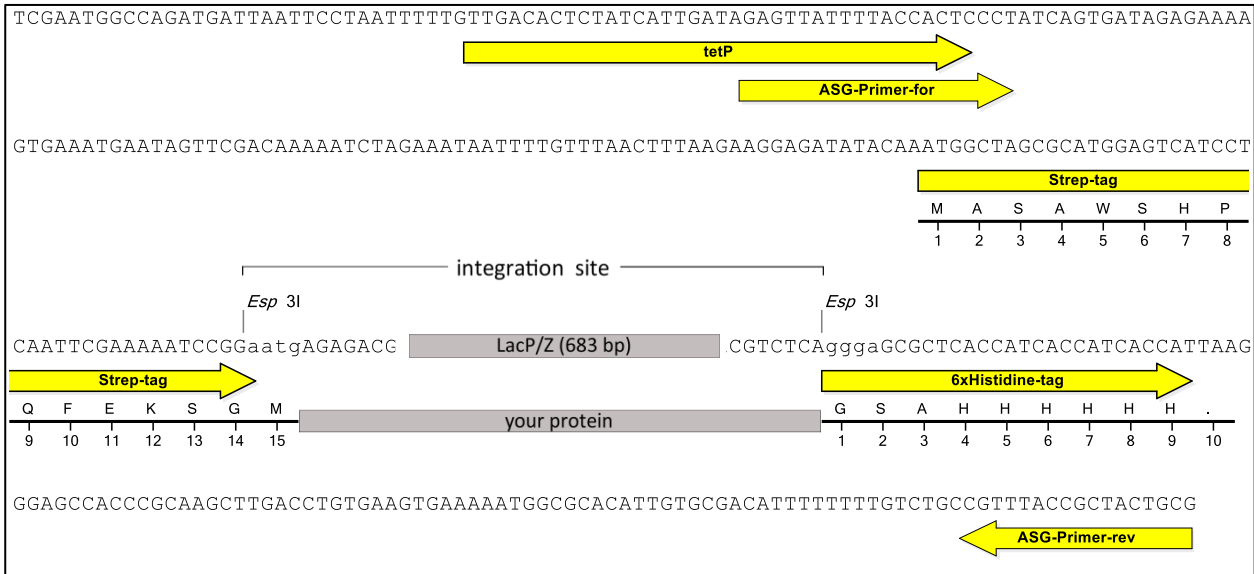 TCGAATGGCCAGATGATTAATTCCTAATTTTTGTTGACACTCTATCATTGATAGAGTTATTTTACCACTCCCTATCAGTGATAGAGAAAA
tetP
ASG-Primer-for
GTGAAATGAATAGTTCGACAAAAATCTAGAAATAATTTTGTTTAACTTTAAGAAGGAGATATACAAATGGCTAGCGCATGGAGTCATCCT
Strep-tag
M A S A W S H P
1 2 3 4 5 6 7 8
integration site
Esp 3I Esp 3I
CAATTCGAAAAATCCGGaatgAGAGACG LacP/Z (683 bp) CGTCTCAgggaGCGCTCACCATCACCATCACCATTAAG
Strep-tag 6xHistidine-tag
Q F E K S G M your protein G S A H H H H H H .
9 10 11 12 13 14 15 1 2 3 4 5 6 7 8 9 10
GGAGCCACCCGCAAGCTTGACCTGTGAAGTGAAAAATGGCGCACATTGTGCGACATTTTTTTTGTCTGCCGTTTACCGCTACTGCG
ASG-Primer-rev